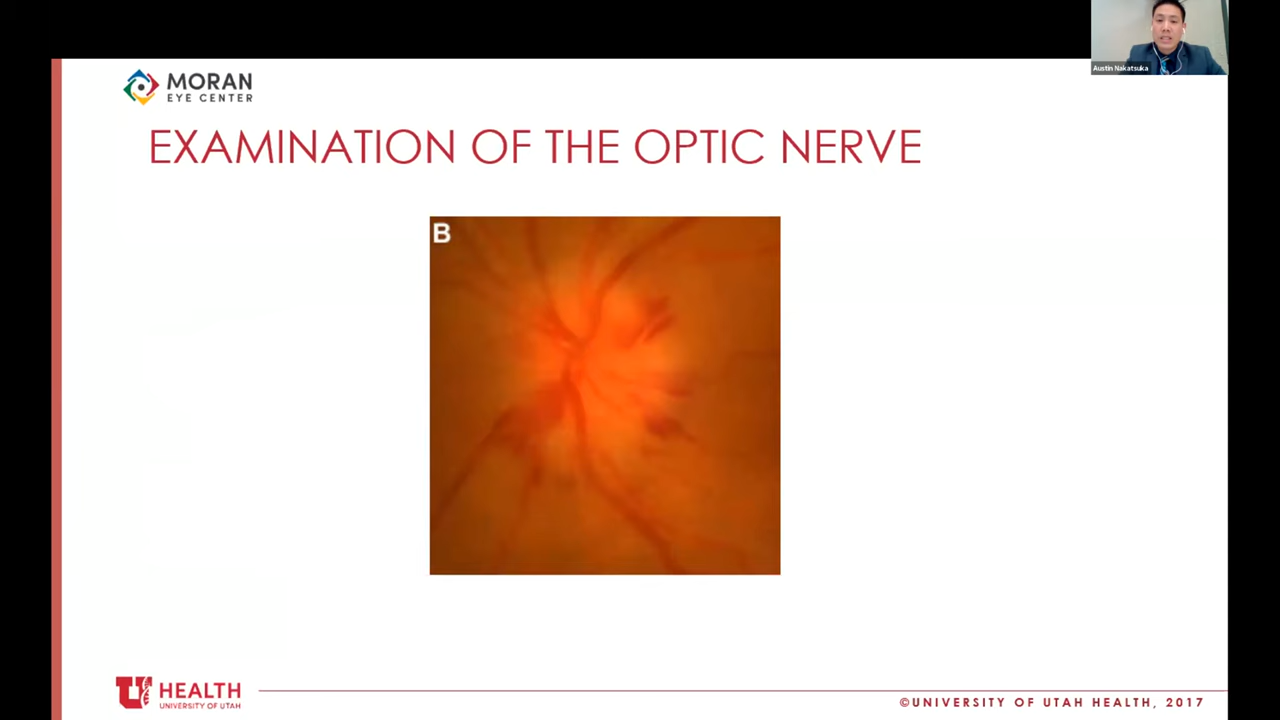 Austin Nakatsuka
MORAN
EYE CENTER
EXAMINATION OF THE OPTIC NERVE
B
U HEALTH
UNIVERSITY OF UTAH
©UNIVERSITY OF UTAH HEALTH, 2017